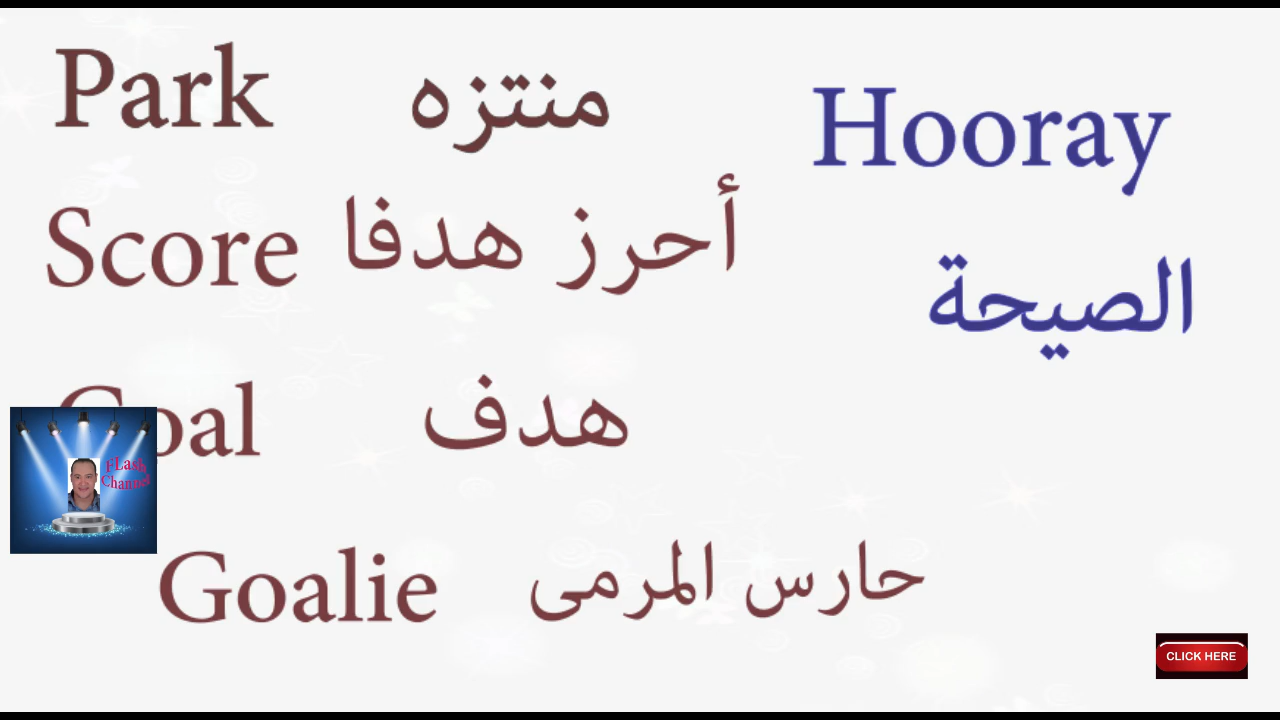 Park منتزه
Score أحرز هدفا
Goal هدف
Goalie حارس المرمى
Hooray
الصيحة
FLash
Channel
CLICK HERE